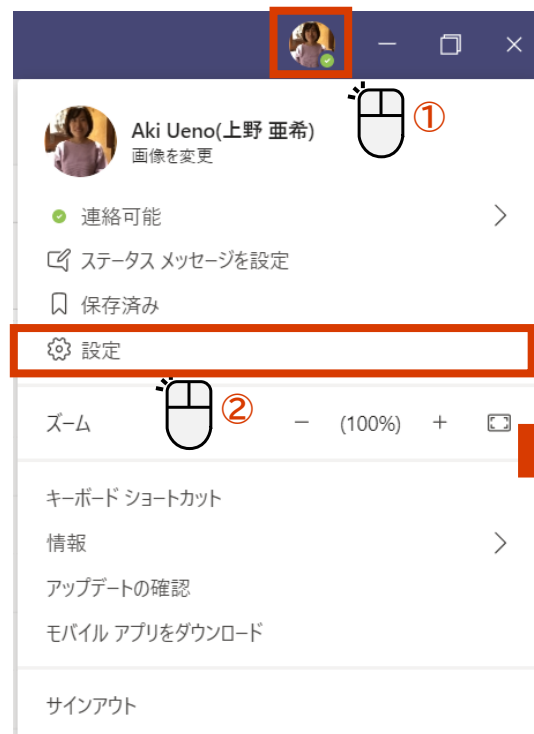 ①
Aki Ueno(上野 亜希)
画像を変更
連絡可能
ステータス メッセージを設定
保存済み
設定
②
ズーム － (100%) ＋
キーボード ショートカット
情報
アップデートの確認
モバイル アプリをダウンロード
サインアウト